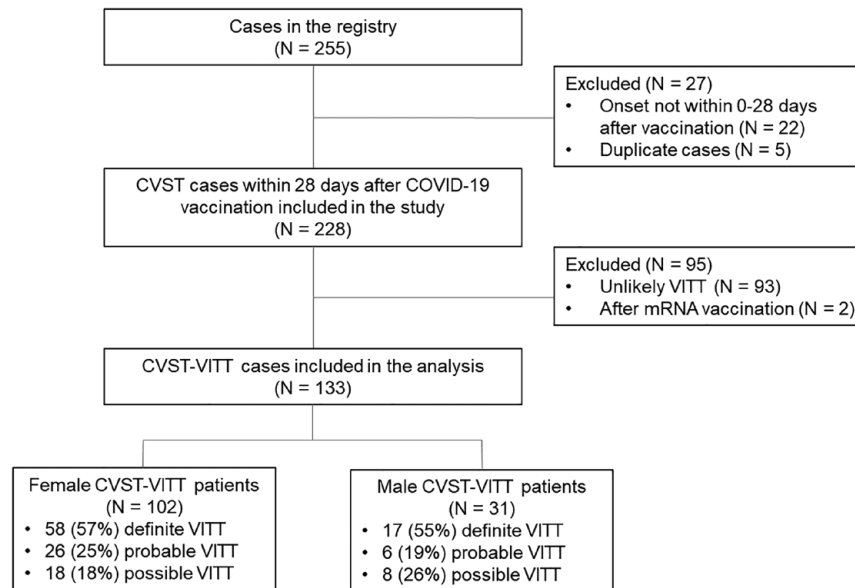 Cases in the registry
(N = 255)
Excluded (N = 27)
• Onset not within 0-28 days
after vaccination (N = 22)
• Duplicate cases (N = 5)
CVST cases within 28 days after COVID-19
vaccination included in the study
(N = 228)
Excluded (N = 95)
• Unlikely VITT (N = 93)
• After mRNA vaccination (N = 2)
CVST-VITT cases included in the analysis
(N = 133)
Female CVST-VITT patients
(N = 102)
• 58 (57%) definite VITT
• 26 (25%) probable VITT
• 18 (18%) possible VITT
Male CVST-VITT patients
(N = 31)
• 17 (55%) definite VITT
• 6 (19%) probable VITT
• 8 (26%) possible VITT